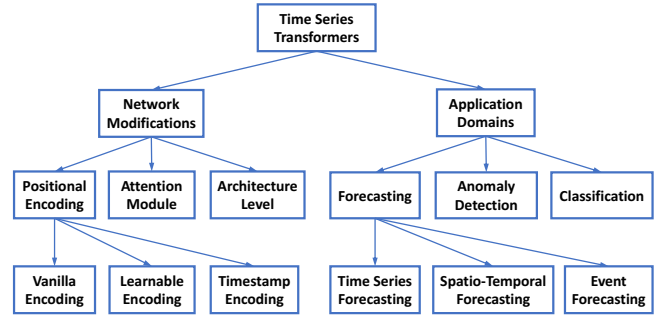 Time Series
Transformers
Network
Modifications
Application
Domains
Positional
Encoding
Attention
Module
Architecture
Level
Forecasting
Anomaly
Detection
Classification
Vanilla
Encoding
Learnable
Encoding
Timestamp
Encoding
Time Series
Forecasting
Spatio-Temporal
Forecasting
Event
Forecasting